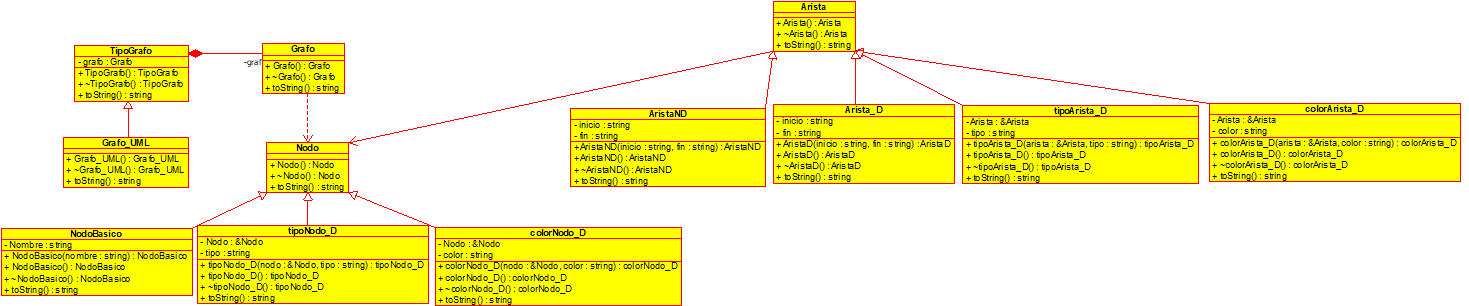 Arista
+ Arista() : Arista
+ ~Arista() : Arista
+ toString() : string
TipoGrafo
- grafo : Grafo
+ TipoGrafo() : TipoGrafo
+ ~TipoGrafo() : TipoGrafo
+ toString() : string
-graf
Grafo
+ Grafo() : Grafo
+ ~Grafo() : Grafo
+ toString() : string
Grafo_UML
+ Grafo_UML() : Grafo_UML
+ ~Grafo_UML() : Grafo_UML
+ toString() : string
Nodo
+ Nodo() : Nodo
+ ~Nodo() : Nodo
+ toString() : string
AristaND
- inicio : string
- fin : string
+ AristaND(inicio : string, fin : string) : AristaND
+ AristaND() : AristaND
+ ~AristaND() : AristaND
+ toString() : string
Arista_D
- inicio : string
- fin : string
+ AristaD(inicio : string, fin : string) : AristaD
+ AristaD() : AristaD
+ ~AristaD() : AristaD
+ toString() : string
tipoArista_D
- Arista : &Arista
- tipo : string
+ tipoArista_D(arista : &Arista, tipo : string) : tipoArista_D
+ tipoArista_D() : tipoArista_D
+ ~tipoArista_D() : tipoArista_D
+ toString() : string
colorArista_D
- Arista : &Arista
- color : string
+ colorArista_D(arista : &Arista, color : string) : colorArista_D
+ colorArista_D() : colorArista_D
+ ~colorArista_D() : colorArista_D
+ toString() : string
NodoBasico
- Nombre : string
+ NodoBasico(nombre : string) : NodoBasico
+ NodoBasico() : NodoBasico
+ ~NodoBasico() : NodoBasico
+ toString() : string
tipoNodo_D
- Nodo : &Nodo
- tipo : string
+ tipoNodo_D(nodo : &Nodo, tipo : string) : tipoNodo_D
+ tipoNodo_D() : tipoNodo_D
+ ~tipoNodo_D() : tipoNodo_D
+ toString() : string
colorNodo_D
- Nodo : &Nodo
- color : string
+ colorNodo_D(nodo : &Nodo, color : string) : colorNodo_D
+ colorNodo_D() : colorNodo_D
+ ~colorNodo_D() : colorNodo_D
+ toString() : string